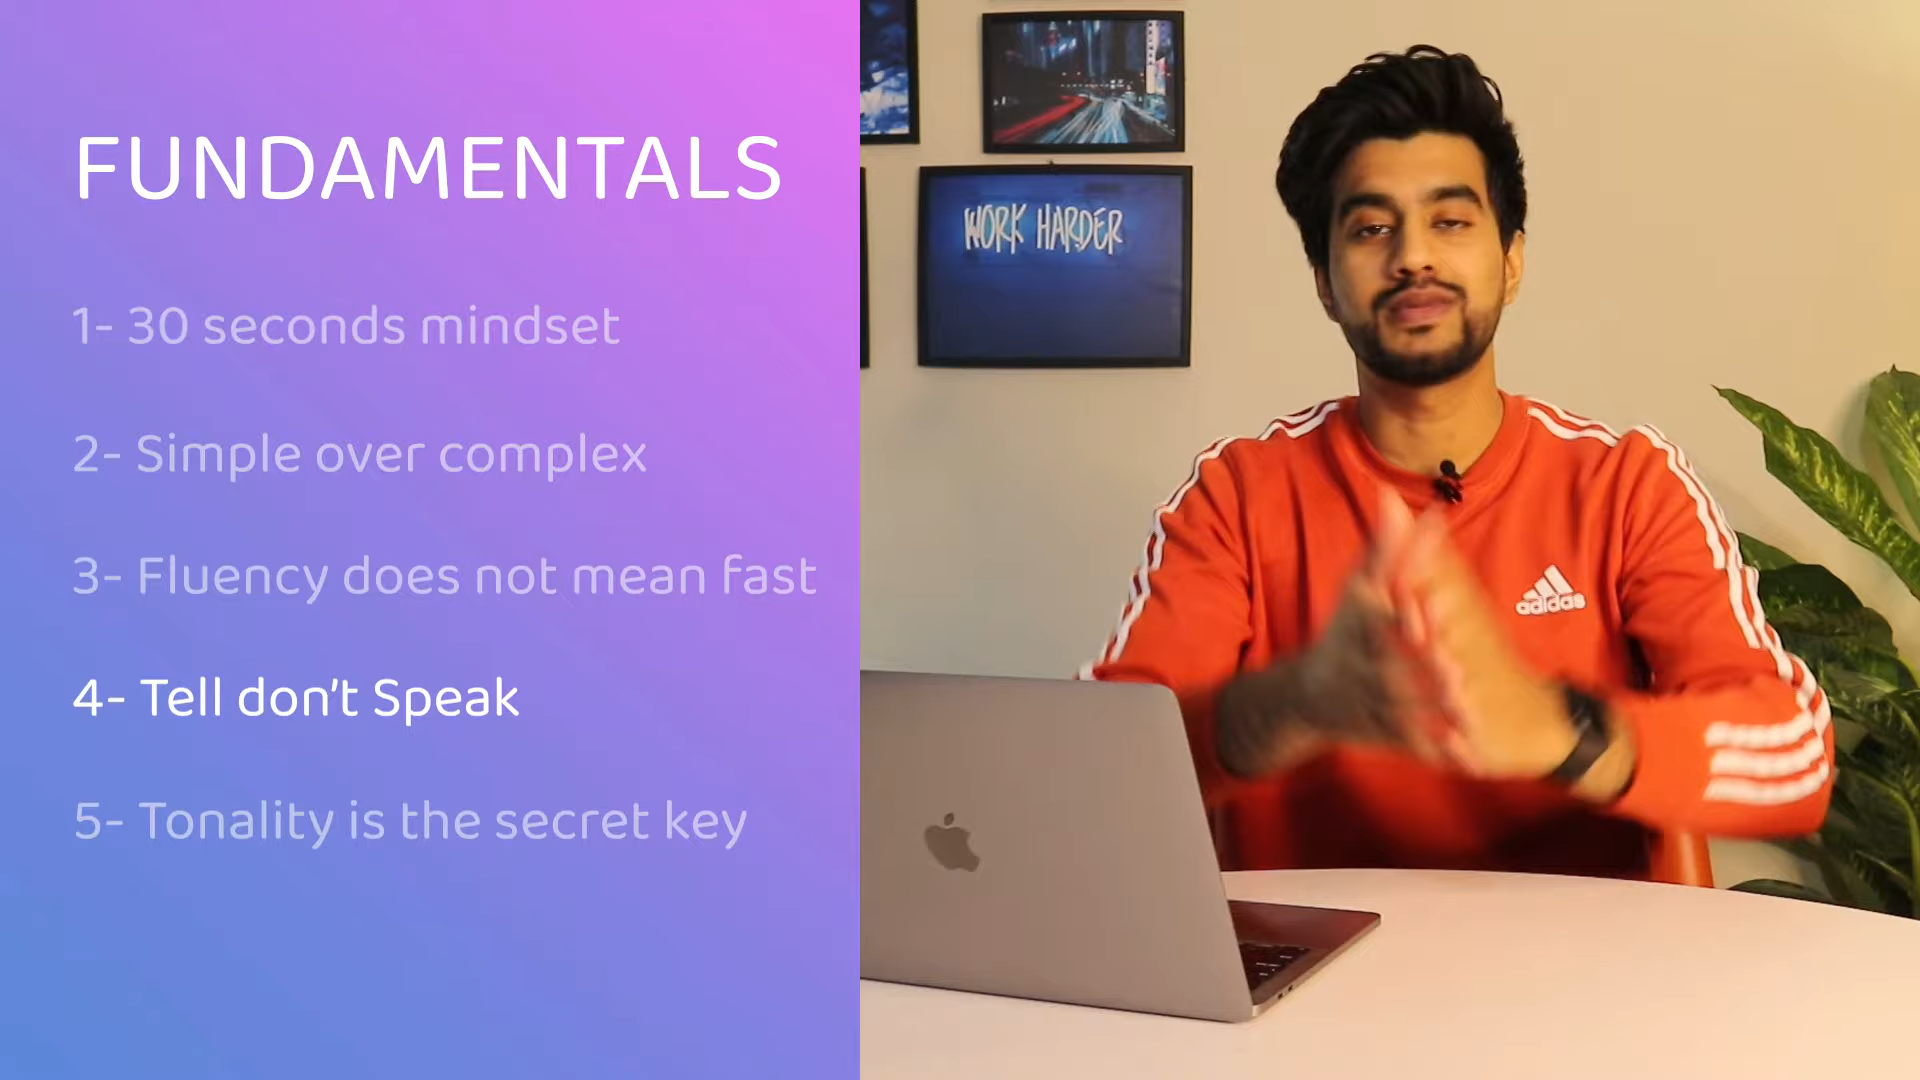 FUNDAMENTALS
1- 30 seconds mindset
2- Simple over complex
3- Fluency does not mean fast
4- Tell don't Speak
5- Tonality is the secret key
WORK HARDER
adidas